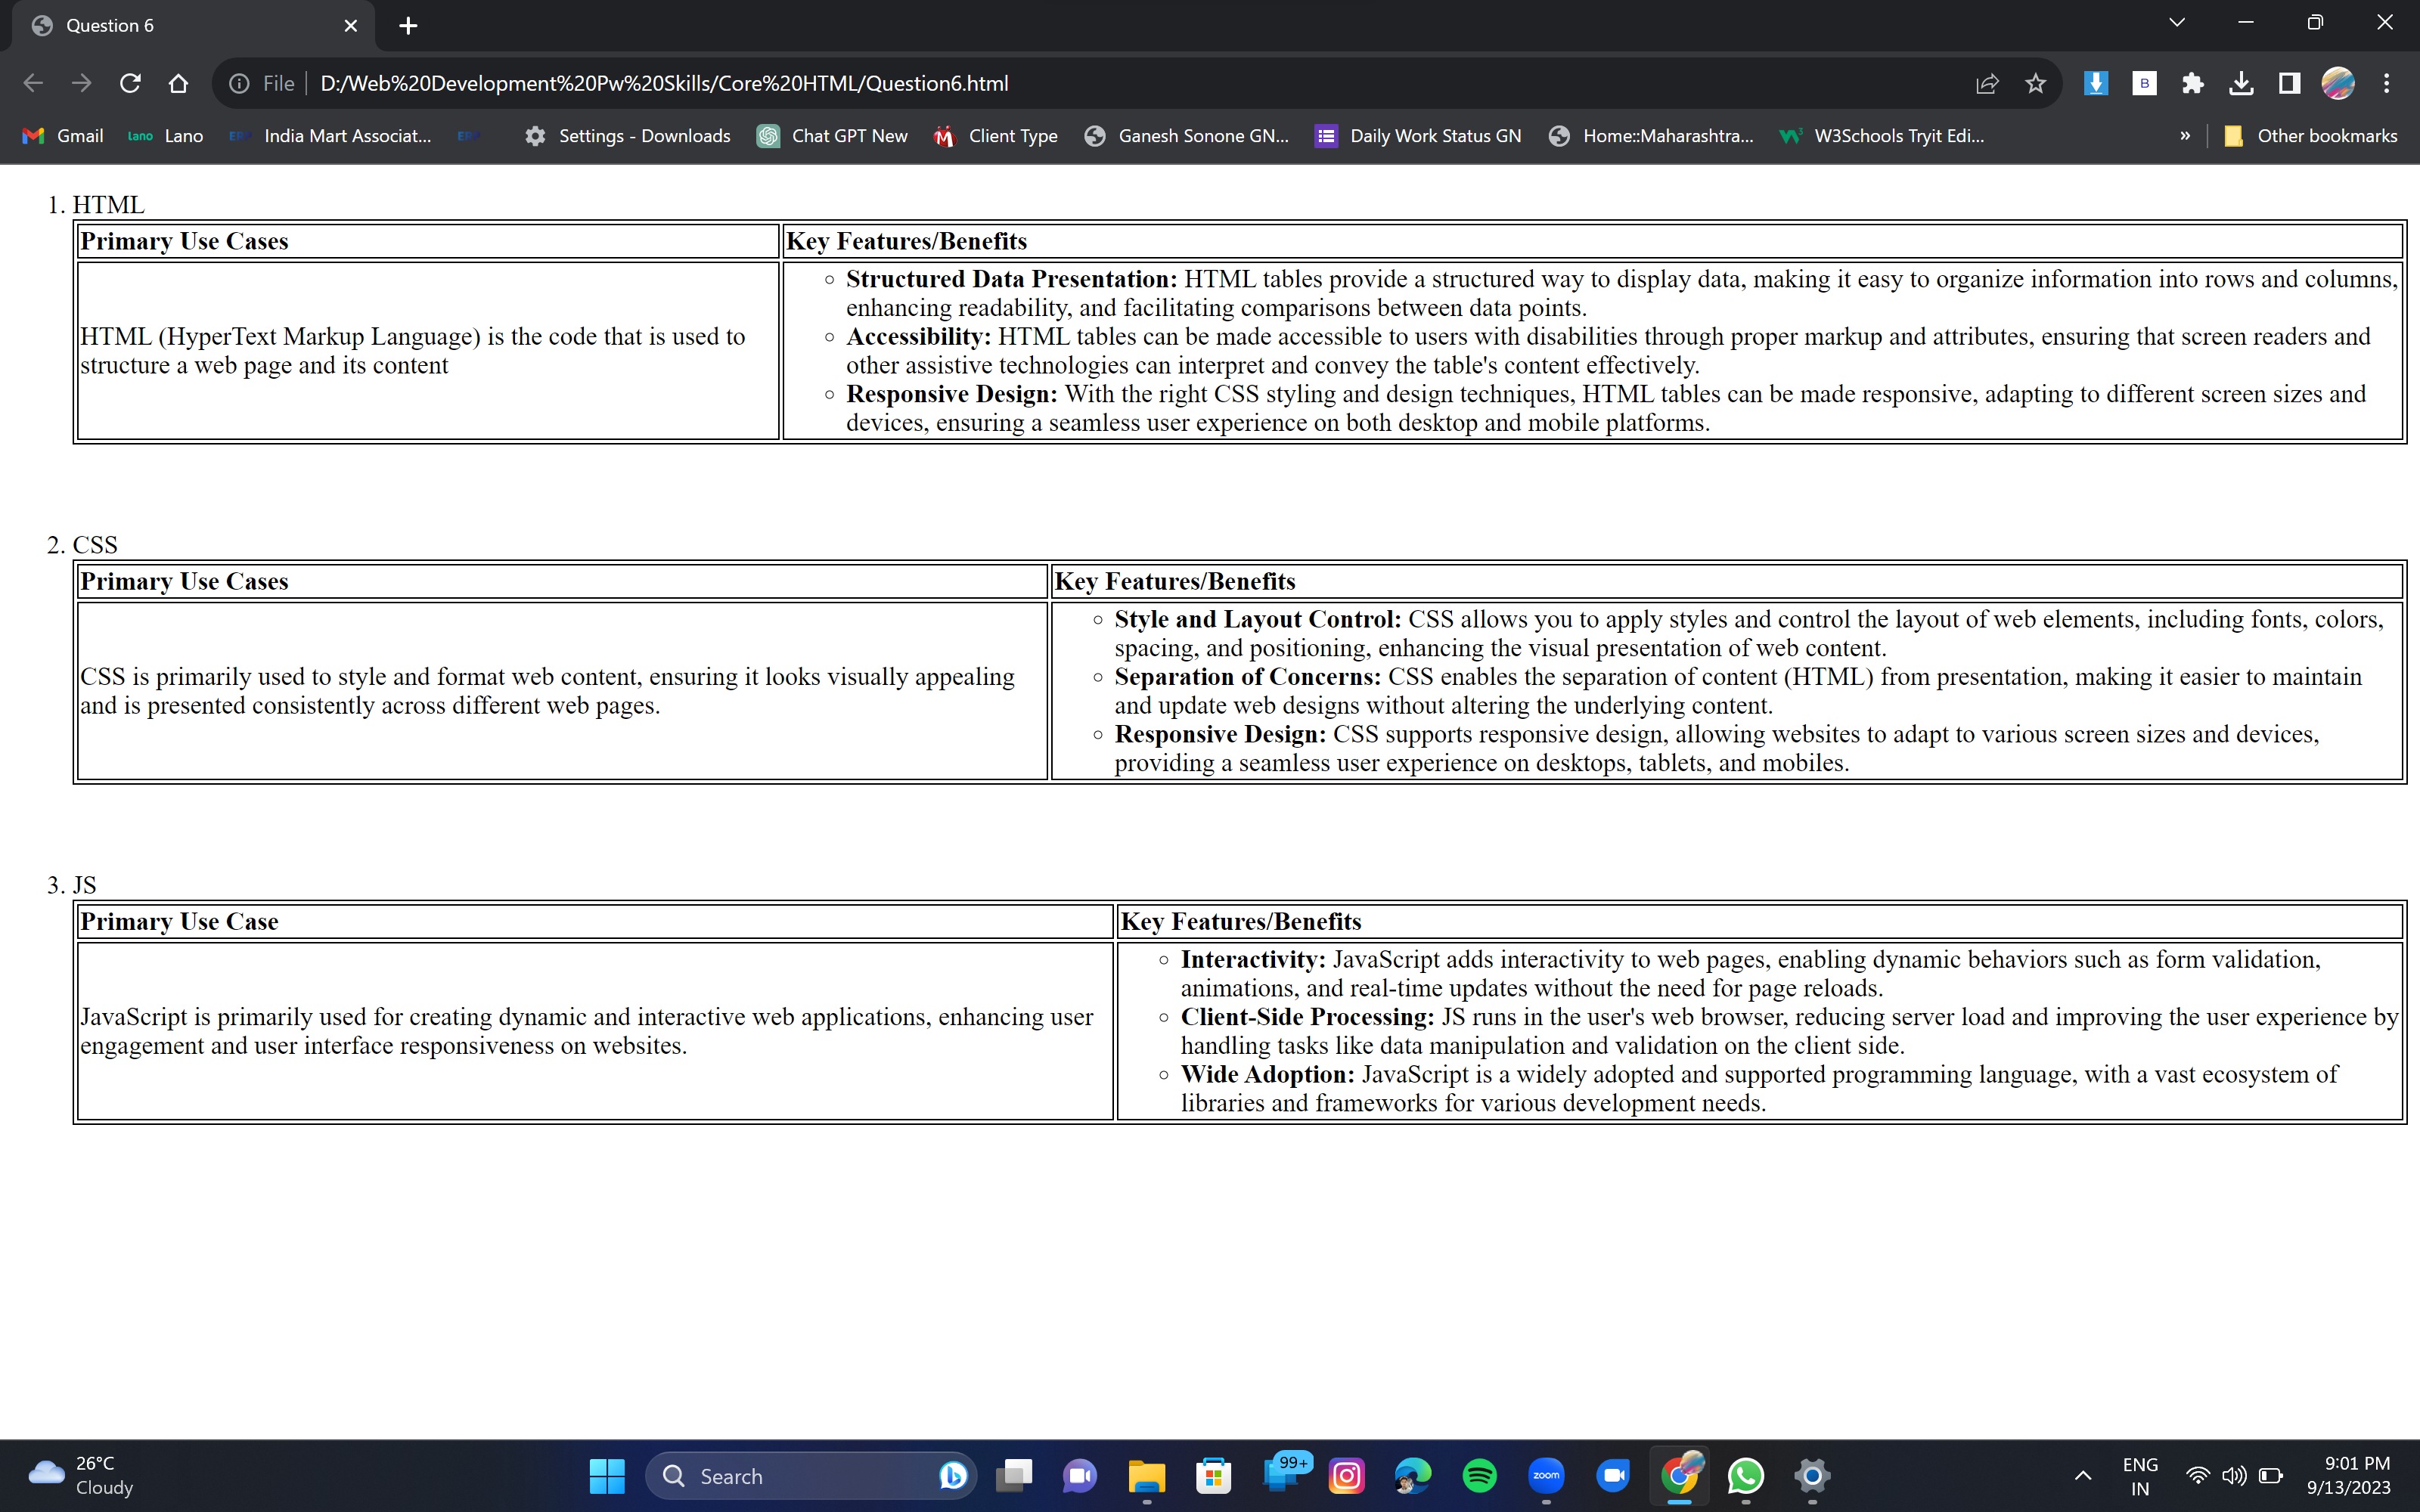 Question 6
File
D:/Web%20Development%20Pw%20Skills/Core%20HTML/Question6.html
Gmail
Lano Lano
India Mart Associat...
Settings - Downloads
Chat GPT New
Client Type
Ganesh Sonone GN...
Daily Work Status GN
Home::Maharashtra...
W3Schools Tryit Edi...
»
Other bookmarks
1. HTML
Primary Use Cases
Key Features/Benefits
HTML (HyperText Markup Language) is the code that is used to
structure a web page and its content
Structured Data Presentation: HTML tables provide a structured way to display data, making it easy to organize information into rows and columns,
enhancing readability, and facilitating comparisons between data points.
Accessibility: HTML tables can be made accessible to users with disabilities through proper markup and attributes, ensuring that screen readers and
other assistive technologies can interpret and convey the table's content effectively.
Responsive Design: With the right CSS styling and design techniques, HTML tables can be made responsive, adapting to different screen sizes and
devices, ensuring a seamless user experience on both desktop and mobile platforms.
2. CSS
Primary Use Cases
Key Features/Benefits
CSS is primarily used to style and format web content, ensuring it looks visually appealing
and is presented consistently across different web pages.
Style and Layout Control: CSS allows you to apply styles and control the layout of web elements, including fonts, colors,
spacing, and positioning, enhancing the visual presentation of web content.
Separation of Concerns: CSS enables the separation of content (HTML) from presentation, making it easier to maintain
and update web designs without altering the underlying content.
Responsive Design: CSS supports responsive design, allowing websites to adapt to various screen sizes and devices,
providing a seamless user experience on desktops, tablets, and mobiles.
3. JS
Primary Use Case
Key Features/Benefits
JavaScript is primarily used for creating dynamic and interactive web applications, enhancing user
engagement and user interface responsiveness on websites.
Interactivity: JavaScript adds interactivity to web pages, enabling dynamic behaviors such as form validation,
animations, and real-time updates without the need for page reloads.
Client-Side Processing: JS runs in the user's web browser, reducing server load and improving the user experience by
handling tasks like data manipulation and validation on the client side.
Wide Adoption: JavaScript is a widely adopted and supported programming language, with a vast ecosystem of
libraries and frameworks for various development needs.
26°C
Cloudy
Search
99+
zoom
ENG
IN
9:01 PM
9/13/2023